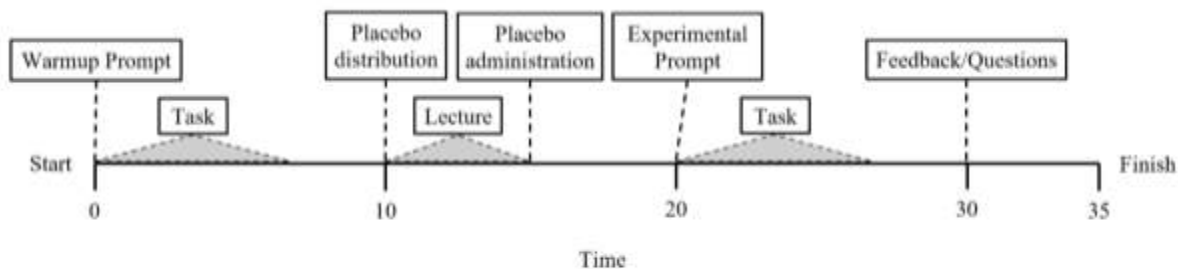 Warmup Prompt
Placebo
distribution
Placebo
administration
Experimental
Prompt
Feedback/Questions
Task
Lecture
Task
Start
Finish
0
10
20
30
35
Time